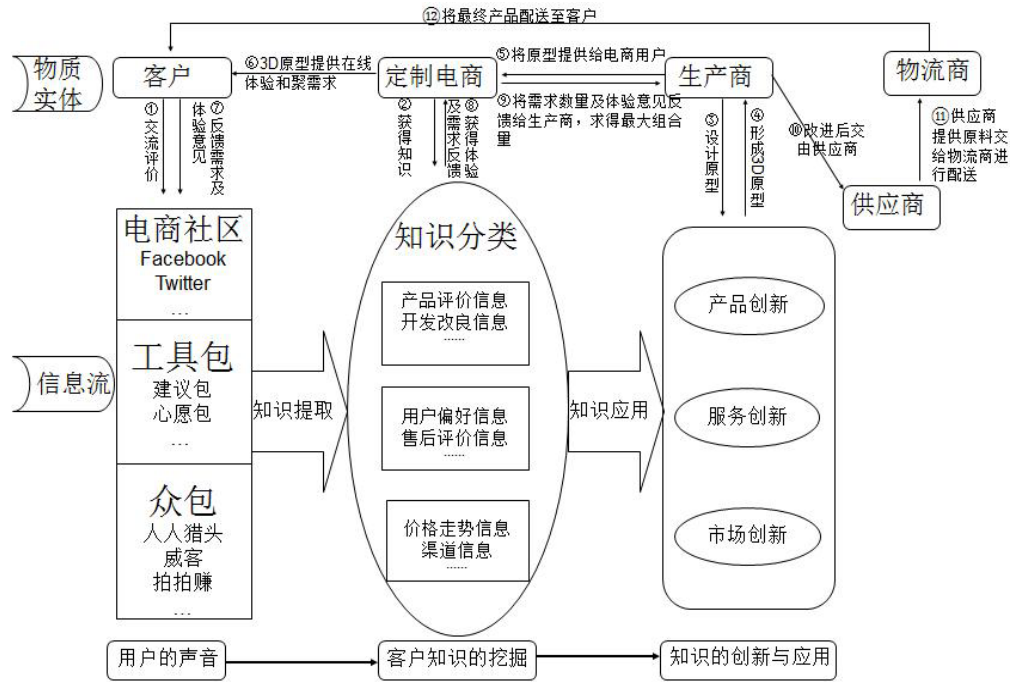 ⑫将最终产品配送至客户
物质
实体
客户
⑥3D原型提供在线
体验和聚需求
定制电商
⑤将原型提供给电商用户
⑨将需求数量及体验意见反
馈给生产商，求得最大组合
量
生产商
物流商
①交流评价
⑦反馈需求及
体验意见
②获得知识
⑧获得体验
及需求反馈
③设计原型
④形成3D原型
⑩改进后交
由供应商
⑪供应商
提供原料交
给物流商进
行配送
供应商
电商社区
Facebook
Twitter
…
知识分类
产品评价信息
开发改良信息
……
产品创新
信息流
工具包
建议包
心愿包
…
知识提取
用户偏好信息
售后评价信息
……
知识应用
服务创新
众包
人人猎头
威客
拍拍赚
…
价格走势信息
渠道信息
……
市场创新
用户的声音
客户知识的挖掘
知识的创新与应用